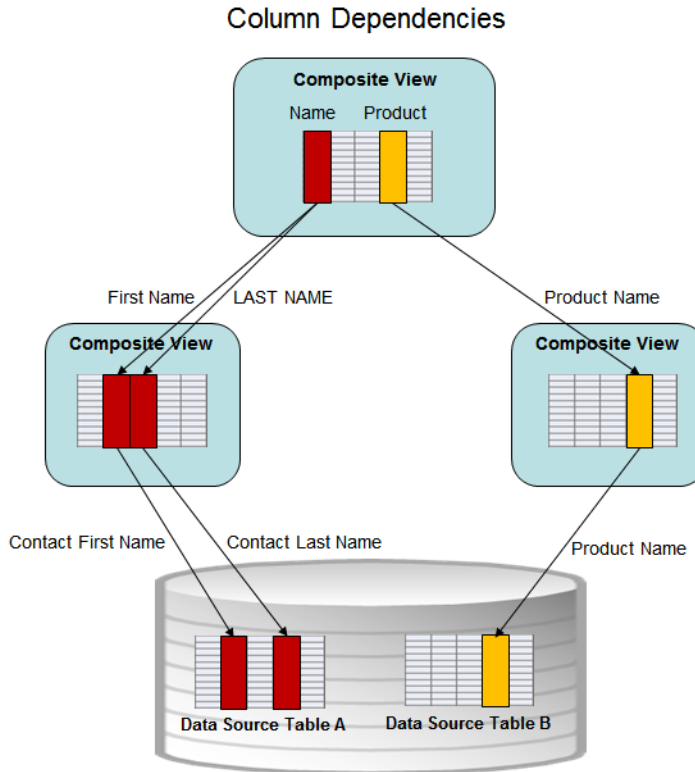 Column Dependencies
Composite View
Name Product
First Name LAST NAME
Product Name
Composite View
Composite View
Contact First Name
Contact Last Name
Product Name
Data Source Table A
Data Source Table B